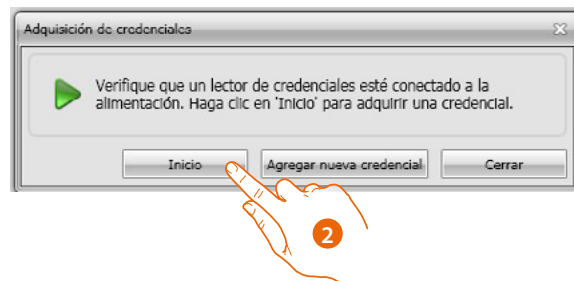 Adquisición de credenciales
Verifique que un lector de credenciales esté conectado a la
alimentación. Haga clic en 'Inicio' para adquirir una credencial.
Inicio
Agregar nueva credencial
Cerrar
2